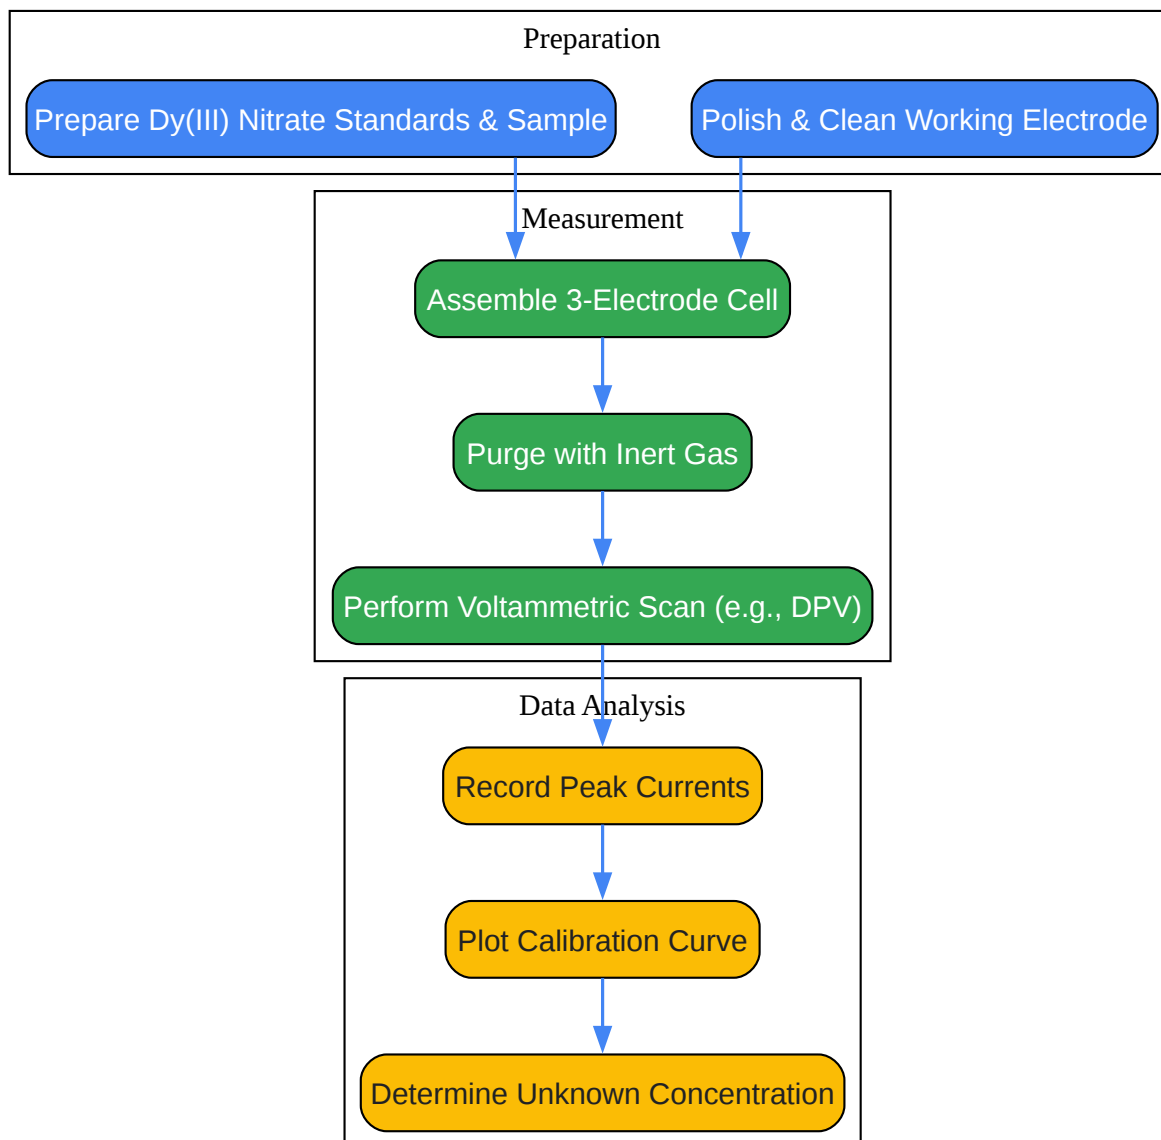 Preparation
Prepare Dy(III) Nitrate Standards & Sample
Polish & Clean Working Electrode
Measurement
Assemble 3-Electrode Cell
Purge with Inert Gas
Perform Voltammetric Scan (e.g., DPV)
Data Analysis
Record Peak Currents
Plot Calibration Curve
Determine Unknown Concentration